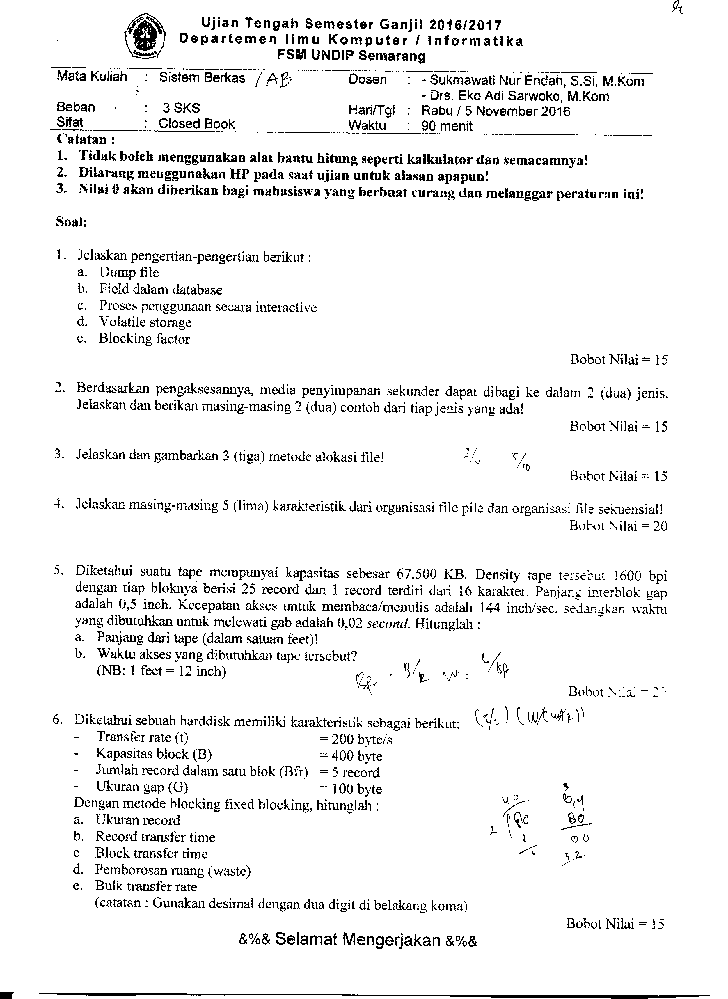 Ujian Tengah Semester Ganjil 2016/2017
Departemen Ilmu Komputer / Informatika
FSM UNDIP Semarang
SEMARANG
Mata Kuliah : Sistem Berkas / AB
Dosen : - Sukmawati Nur Endah, S.Si, M.Kom
- Drs. Eko Adi Sarwoko, M.Kom
Beban : 3 SKS
Hari/Tgl : Rabu / 5 November 2016
Sifat : Closed Book
Waktu : 90 menit
Catatan :
1. Tidak boleh menggunakan alat bantu hitung seperti kalkulator dan semacamnya!
2. Dilarang menggunakan HP pada saat ujian untuk alasan apapun!
3. Nilai 0 akan diberikan bagi mahasiswa yang berbuat curang dan melanggar peraturan ini!
Soal:
1. Jelaskan pengertian-pengertian berikut :
a. Dump file
b. Field dalam database
c. Proses penggunaan secara interactive
d. Volatile storage
e. Blocking factor
Bobot Nilai = 15
2. Berdasarkan pengaksesannya, media penyimpanan sekunder dapat dibagi ke dalam 2 (dua) jenis.
Jelaskan dan berikan masing-masing 2 (dua) contoh dari tiap jenis yang ada!
Bobot Nilai = 15
3. Jelaskan dan gambarkan 3 (tiga) metode alokasi file!
2/4 5/10
Bobot Nilai = 15
4. Jelaskan masing-masing 5 (lima) karakteristik dari organisasi file pile dan organisasi file sekuensial!
Bobot Nilai = 20
5. Diketahui suatu tape mempunyai kapasitas sebesar 67.500 KB. Density tape tersebut 1600 bpi
dengan tiap bloknya berisi 25 record dan 1 record terdiri dari 16 karakter. Panjang interblok gap
adalah 0,5 inch. Kecepatan akses untuk membaca/menulis adalah 144 inch/sec. sedangkan waktu
yang dibutuhkan untuk melewati gab adalah 0,02 second. Hitunglah :
a. Panjang dari tape (dalam satuan feet)!
b. Waktu akses yang dibutuhkan tape tersebut?
(NB: 1 feet = 12 inch)
Bfr = B/R W = G/Bfr
Bobot Nilai = 20
6. Diketahui sebuah harddisk memiliki karakteristik sebagai berikut:
- Transfer rate (t) = 200 byte/s
- Kapasitas block (B) = 400 byte
- Jumlah record dalam satu blok (Bfr) = 5 record
- Ukuran gap (G) = 100 byte
Dengan metode blocking fixed blocking, hitunglah :
a. Ukuran record
b. Record transfer time
c. Block transfer time
d. Pemborosan ruang (waste)
e. Bulk transfer rate
(catatan : Gunakan desimal dengan dua digit di belakang koma)
40
2 80
3
0,4
80
00
32
Bobot Nilai = 15
&%& Selamat Mengerjakan &%&